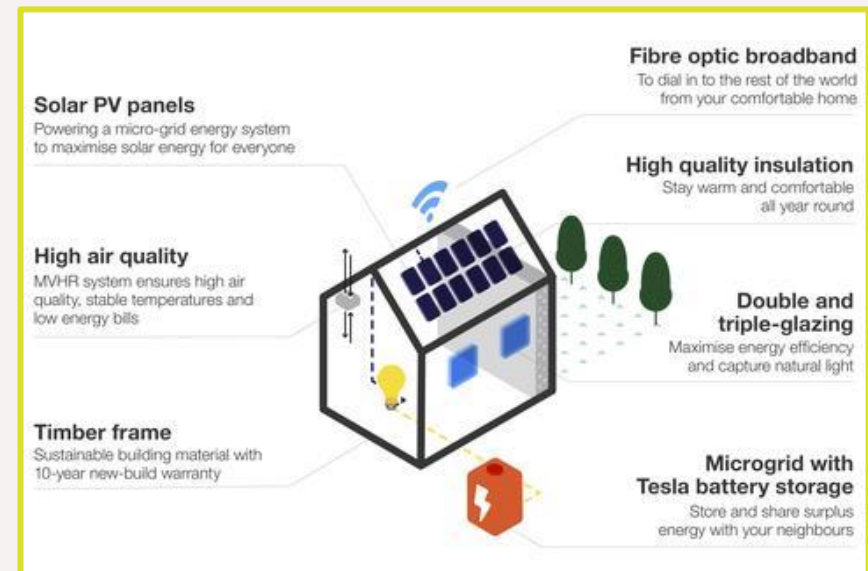 Solar PV panels
Powering a micro-grid energy system
to maximise solar energy for everyone
High air quality
MVHR system ensures high air
quality, stable temperatures and
low energy bills
Timber frame
Sustainable building material with
10-year new-build warranty
Fibre optic broadband
To dial in to the rest of the world
from your comfortable home
High quality insulation
Stay warm and comfortable
all year round
Double and
triple-glazing
Maximise energy efficiency
and capture natural light
Microgrid with
Tesla battery storage
Store and share surplus
energy with your neighbours